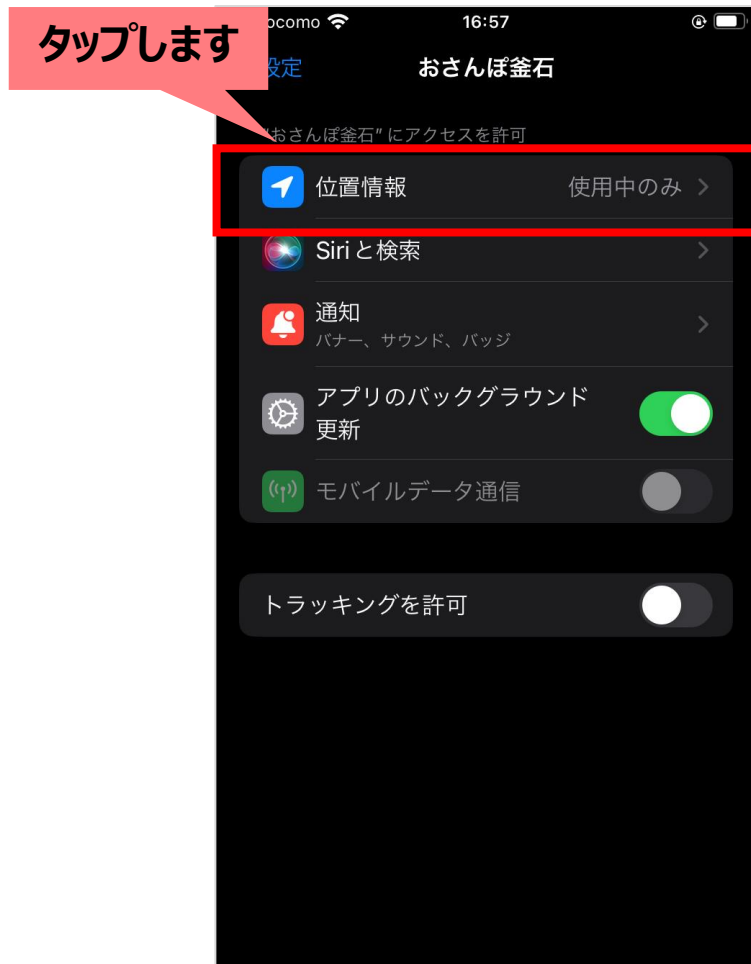 タップします
ocomo 16:57
設定 おさんぽ釜石
"おさんぽ釜石" にアクセスを許可
位置情報 使用中のみ
Siriと検索
通知
バナー、サウンド、バッジ
アプリのバックグラウンド
更新
モバイルデータ通信
トラッキングを許可